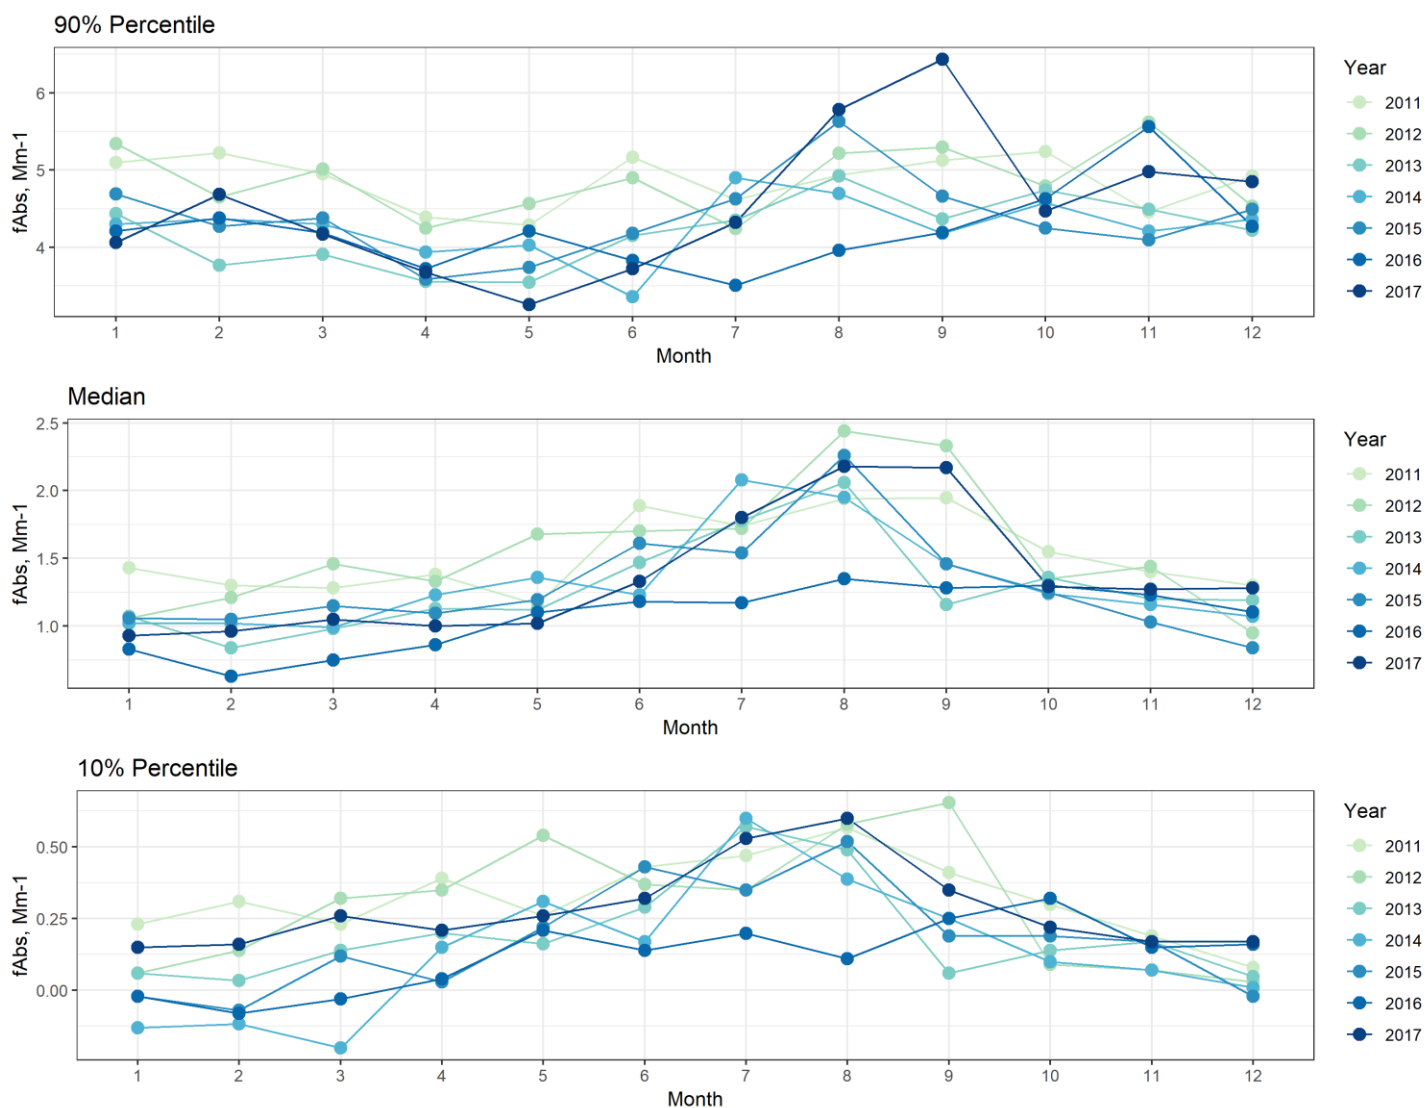 90% Percentile
fAbs, Mm-1
6
5
4
1 2 3 4 5 6 7 8 9 10 11 12
Month
Year
2011
2012
2013
2014
2015
2016
2017
Median
fAbs, Mm-1
2.5
2.0
1.5
1.0
1 2 3 4 5 6 7 8 9 10 11 12
Month
Year
2011
2012
2013
2014
2015
2016
2017
10% Percentile
fAbs, Mm-1
0.50
0.25
0.00
1 2 3 4 5 6 7 8 9 10 11 12
Month
Year
2011
2012
2013
2014
2015
2016
2017